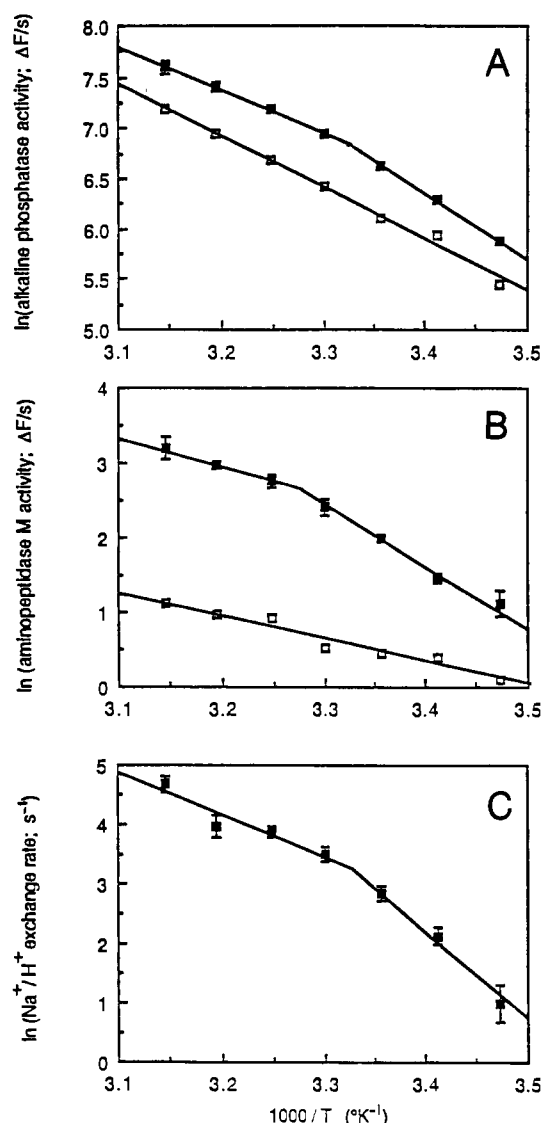 ln(alkaline phosphatase activity; ΔF/s)
8.0
7.5
7.0
6.5
6.0
5.5
5.0
A
3.1 3.2 3.3 3.4 3.5
ln (aminopeptidase M activity; ΔF/s)
4
3
2
1
0
B
3.1 3.2 3.3 3.4 3.5
ln (Na⁺/H⁺ exchange rate; s⁻¹)
5
4
3
2
1
0
C
3.1 3.2 3.3 3.4 3.5
1000 / T (°K⁻¹)